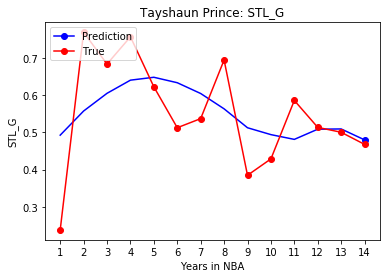 Tayshaun Prince: STL_G
Prediction
True
0.7
0.6
0.5
0.4
0.3
STL_G
1 2 3 4 5 6 7 8 9 10 11 12 13 14
Years in NBA